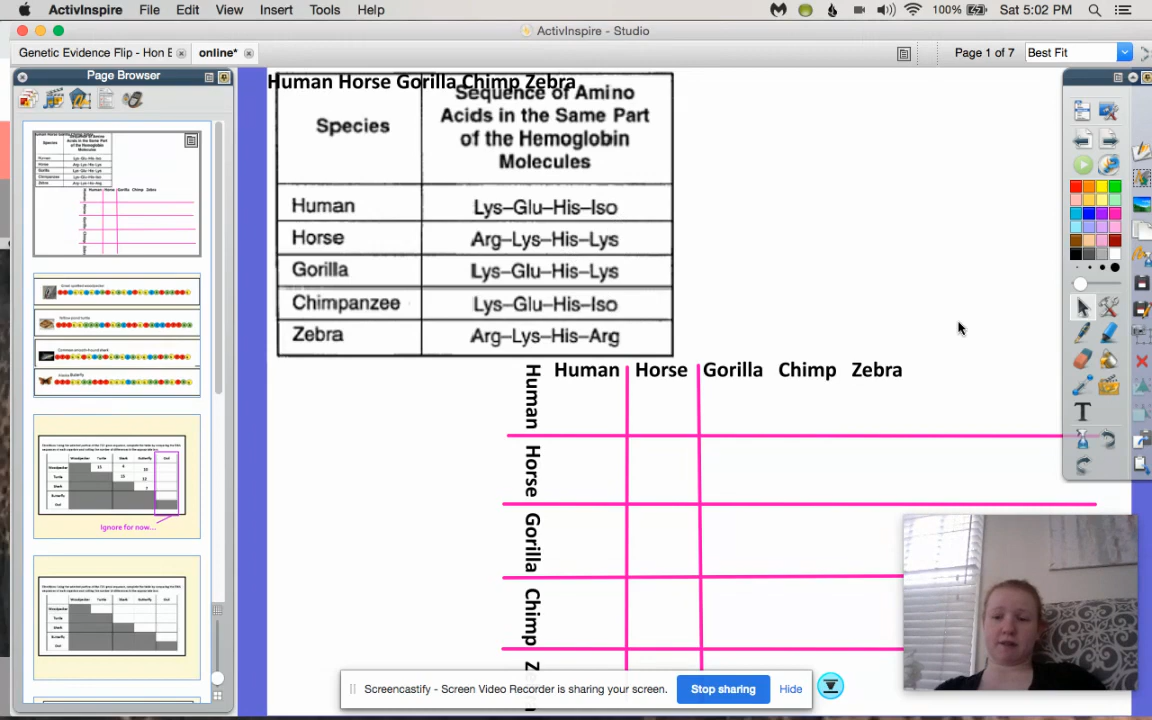 ActivInspire File Edit View Insert Tools Help 100% Sat 5:02 PM
ActivInspire - Studio
Genetic Evidence Flip - Hon E online* Page 1 of 7 Best Fit
Page Browser
Human Horse Gorilla Chimp Zebra
Species
Sequence of Amino
Acids in the Same Part
of the Hemoglobin
Molecules
Human Lys–Glu–His–Iso
Horse Arg–Lys–His–Lys
Gorilla Lys–Glu–His–Lys
Chimpanzee Lys–Glu–His–Iso
Zebra Arg–Lys–His–Arg
Human Horse Gorilla Chimp Zebra
Human
Horse
Gorilla
Chimp
Ignore for now...
T
Screencastify - Screen Video Recorder is sharing your screen. Stop sharing Hide